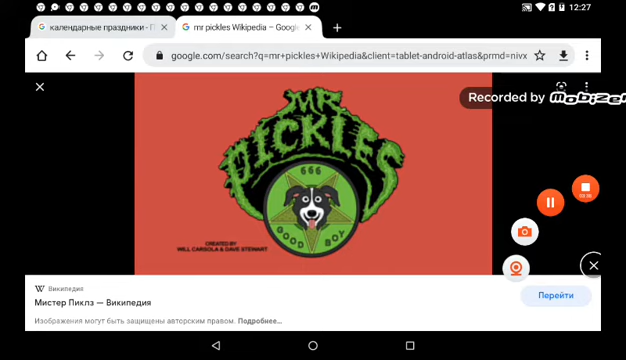 12:27
календарные праздники - П
mr pickles Wikipedia – Google
google.com/search?q=mr+pickles+Wikipedia&client=tablet-android-atlas&prmd=nivx
Recorded by
mobizen
MR.
PICKLES
666
GOOD BOY
CREATED BY
WILL CARSOLA & DAVE STEWART
Википедия
Мистер Пиклз — Википедия
Перейти
Изображения могут быть защищены авторским правом. Подробнее...